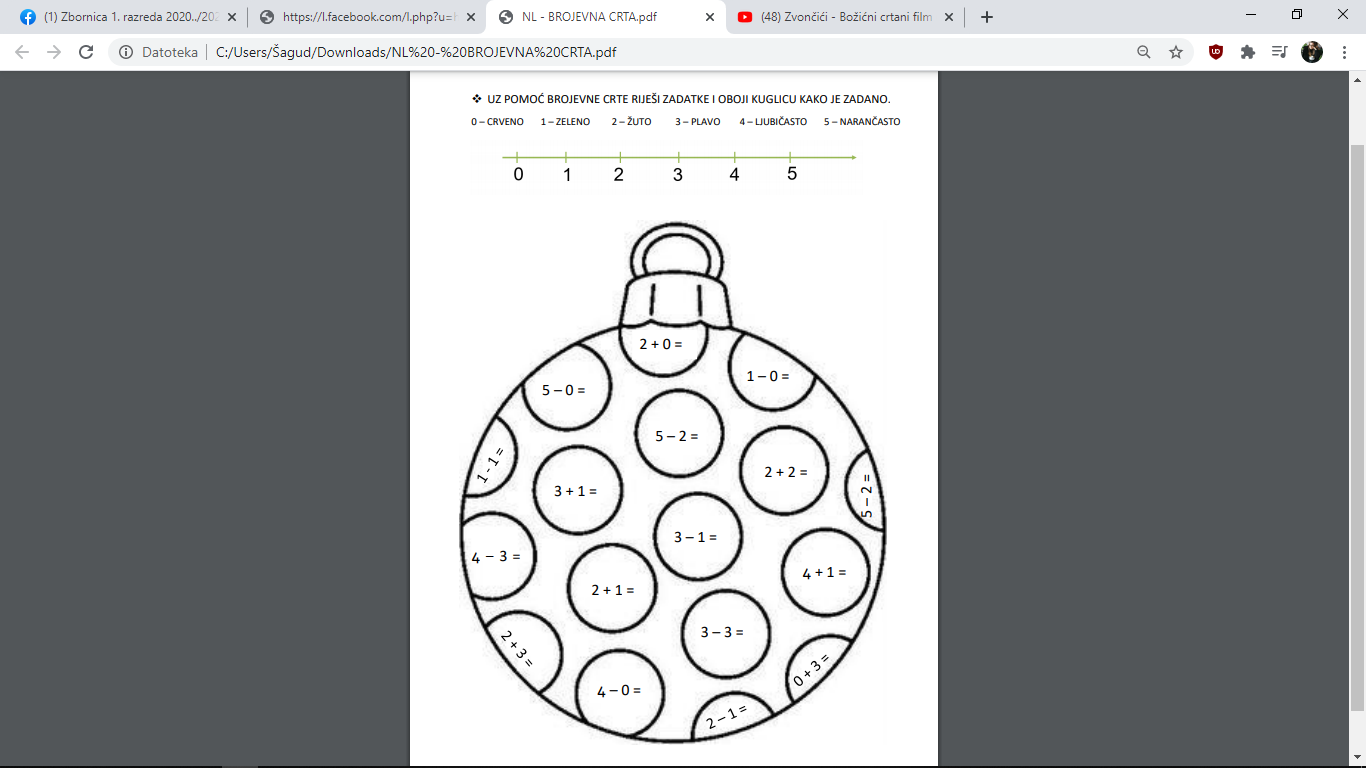 (1) Zbornica 1. razreda 2020../202
https://l.facebook.com/l.php?u=h
NL - BROJEVNA CRTA.pdf
(48) Zvončići - Božićni crtani film
Datoteka
C:/Users/Šagud/Downloads/NL%20-%20BROJEVNA%20CRTA.pdf
❖ UZ POMOĆ BROJEVNE CRTE RIJEŠI ZADATKE I OBOJI KUGLICU KAKO JE ZADANO.
0 – CRVENO 1 – ZELENO 2 – ŽUTO 3 – PLAVO 4 – LJUBIČASTO 5 – NARANČASTO
0 1 2 3 4 5
2 + 0 =
1 – 0 =
5 – 0 =
5 – 2 =
1 - 1 =
2 + 2 =
3 + 1 =
5 – 2 =
3 – 1 =
4 – 3 =
4 + 1 =
2 + 1 =
3 – 3 =
2 + 3 =
0 + 3 =
4 – 0 =
2 – 1 =